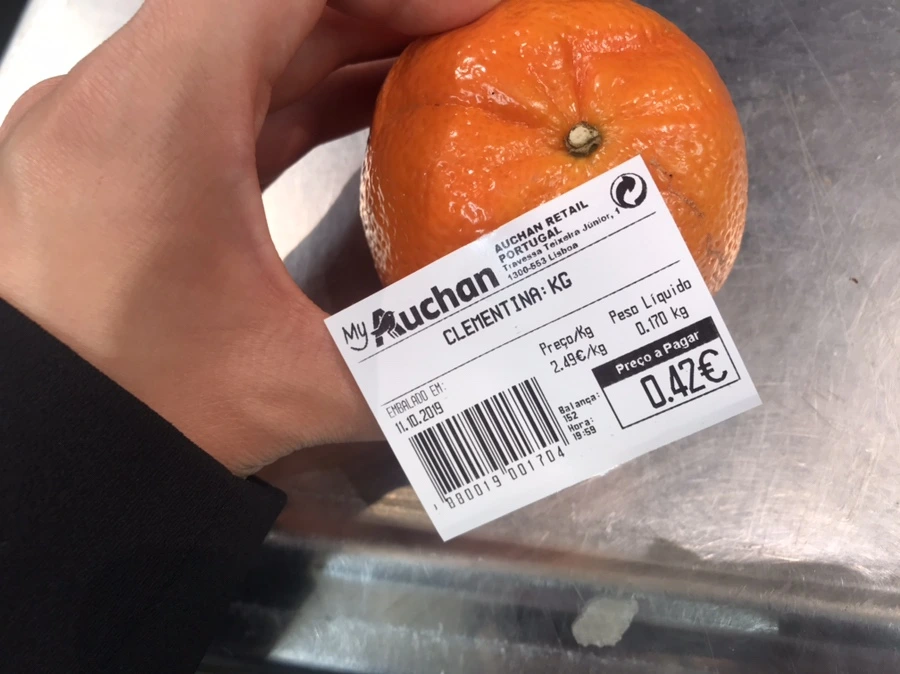 My Auchan
AUCHAN RETAIL
PORTUGAL
Travessa Teixeira Júnior, 1
1300-553 Lisboa
CLEMENTINA: KG
Preço/Kg
2.49€/kg
Peso Líquido
0.170 kg
Preço a Pagar
0.42€
EMBALADO EM:
11.10.2019
Balança:
152
Hora:
19:59
880019 001704